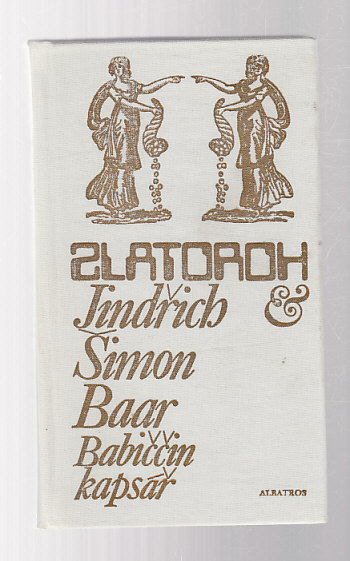 ZLATOROH
Jindřich &
Šimon
Baar
Babiččin
kapsář
ALBATROS